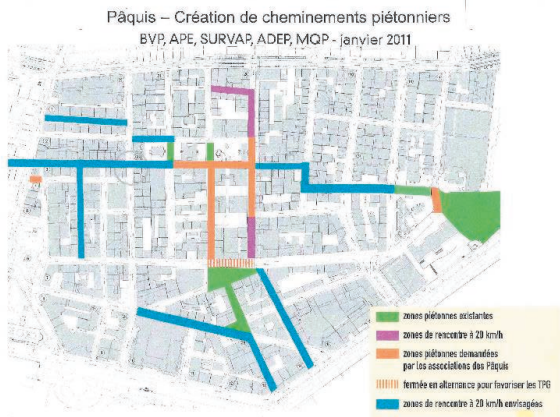 Pâquis – Création de cheminements piétonniers
BVP, APE, SURVAP, ADEP, MQP - janvier 2011
zones piétonnes existantes
zones de rencontre à 20 km/h
zones piétonnes demandées
par les associations des Pâquis
fermée en alternance pour favoriser les TPG
zones de rencontre à 20 km/h envisagées